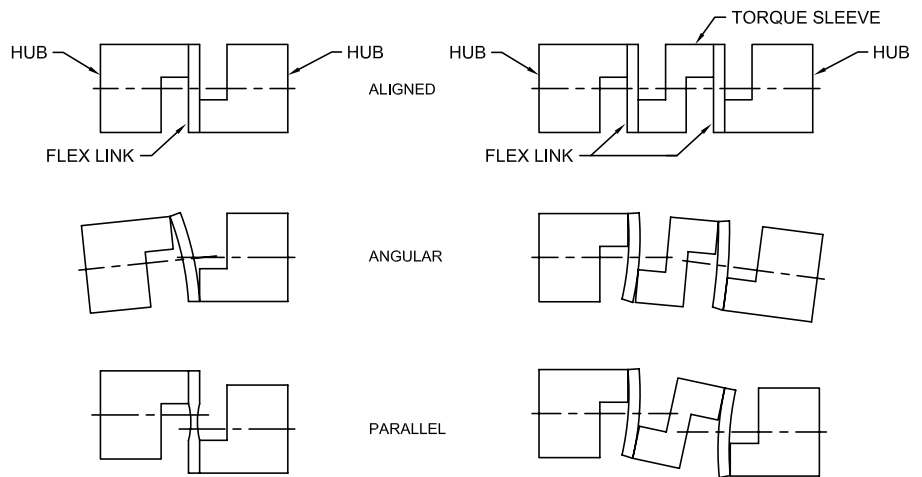 TORQUE SLEEVE
HUB
HUB
HUB
HUB
ALIGNED
FLEX LINK
FLEX LINK
ANGULAR
PARALLEL